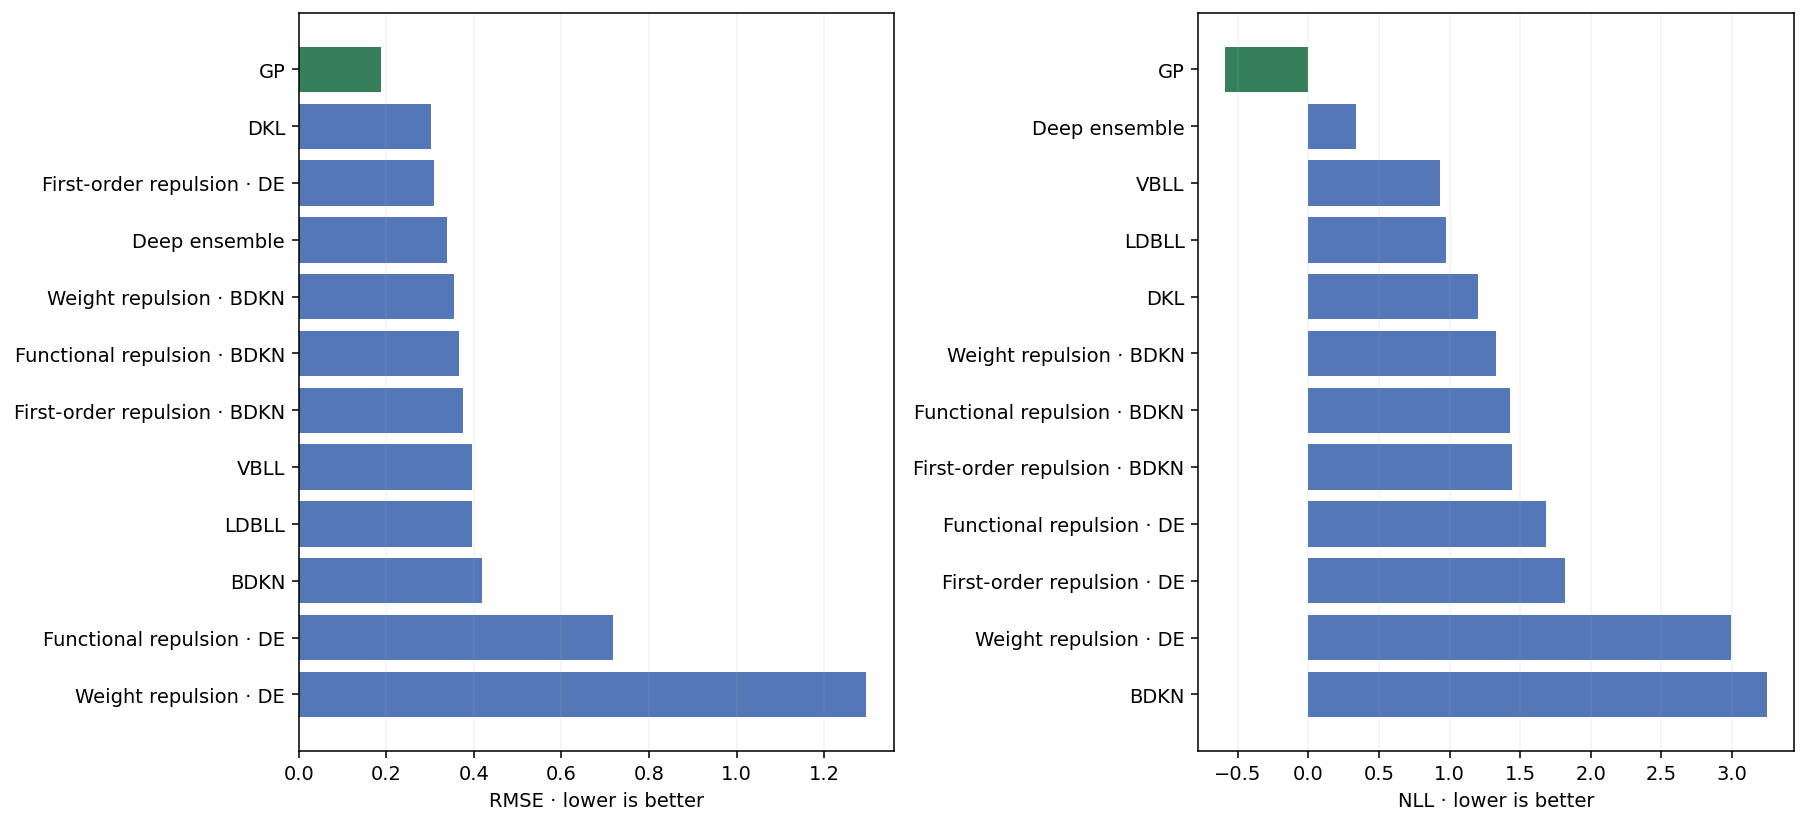 GP
DKL
First-order repulsion · DE
Deep ensemble
Weight repulsion · BDKN
Functional repulsion · BDKN
First-order repulsion · BDKN
VBLL
LDBLL
BDKN
Functional repulsion · DE
Weight repulsion · DE
0.0 0.2 0.4 0.6 0.8 1.0 1.2
RMSE · lower is better
GP
Deep ensemble
VBLL
LDBLL
DKL
Weight repulsion · BDKN
Functional repulsion · BDKN
First-order repulsion · BDKN
Functional repulsion · DE
First-order repulsion · DE
Weight repulsion · DE
BDKN
−0.5 0.0 0.5 1.0 1.5 2.0 2.5 3.0
NLL · lower is better